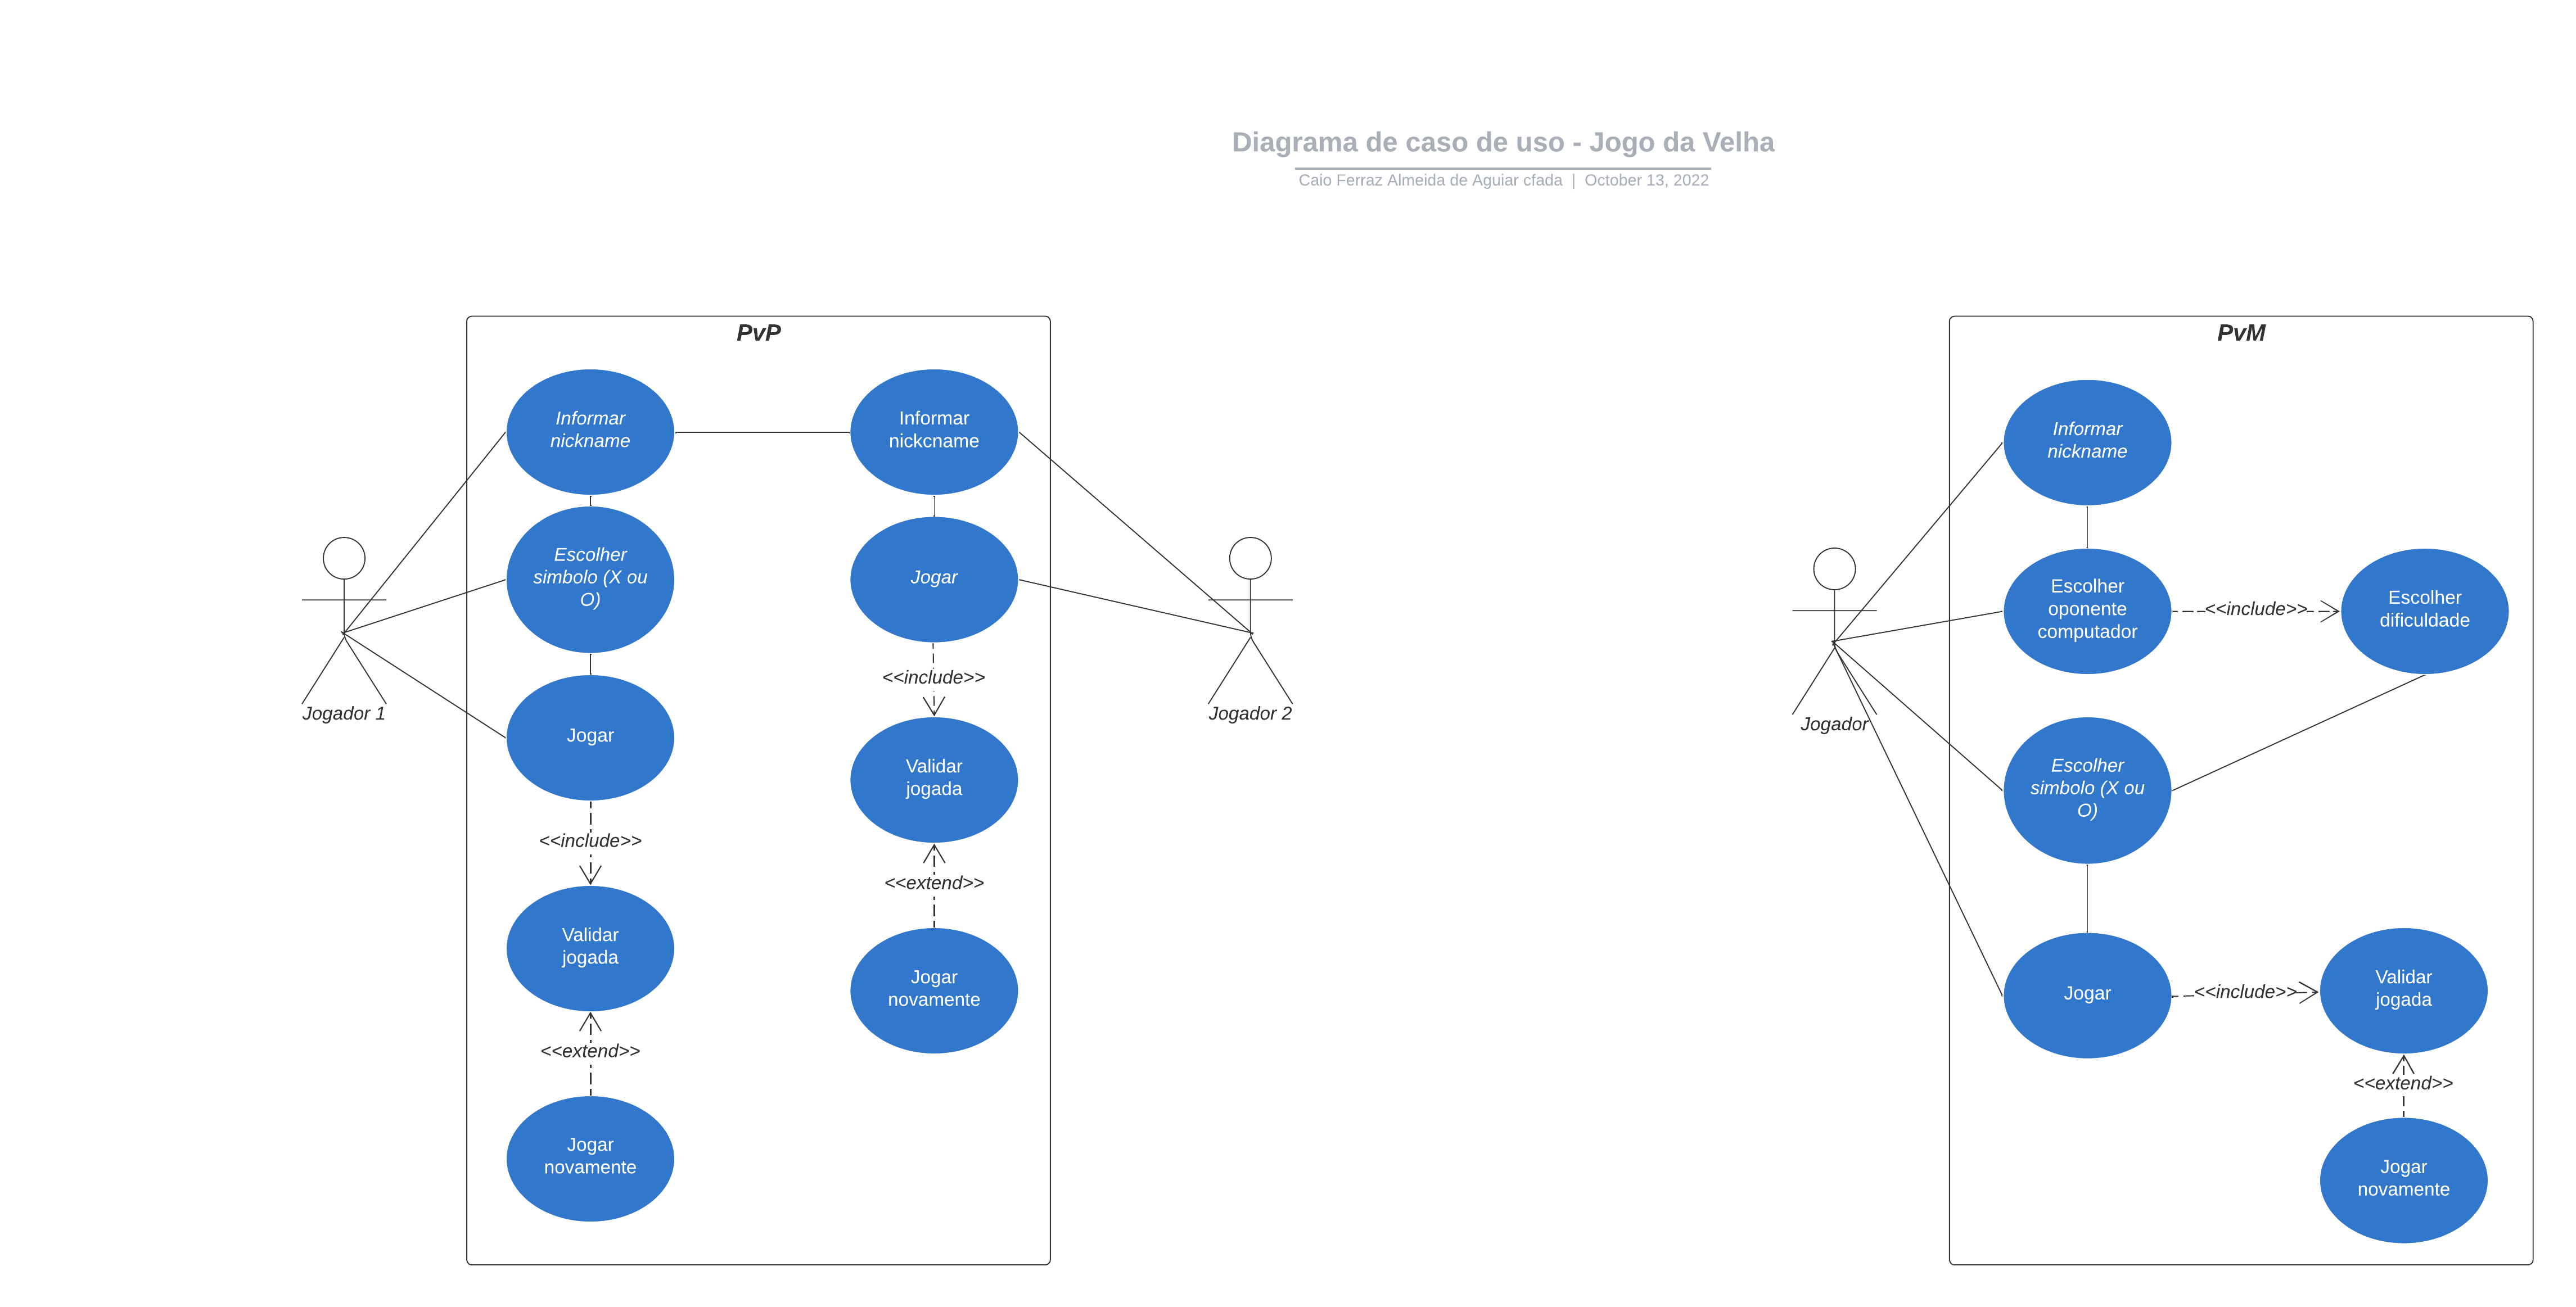 Diagrama de caso de uso - Jogo da Velha
Caio Ferraz Almeida de Aguiar cfada | October 13, 2022
PvP
Informar
nickname
Informar
nickcname
Escolher
simbolo (X ou
O)
Jogar
<<include>>
Jogador 1
Jogador 2
Jogar
Validar
jogada
<<include>>
<<extend>>
Validar
jogada
Jogar
novamente
<<extend>>
Jogar
novamente
PvM
Informar
nickname
Escolher
oponente
computador
<<include>>
Escolher
dificuldade
Jogador
Escolher
simbolo (X ou
O)
Jogar
<<include>>
Validar
jogada
<<extend>>
Jogar
novamente